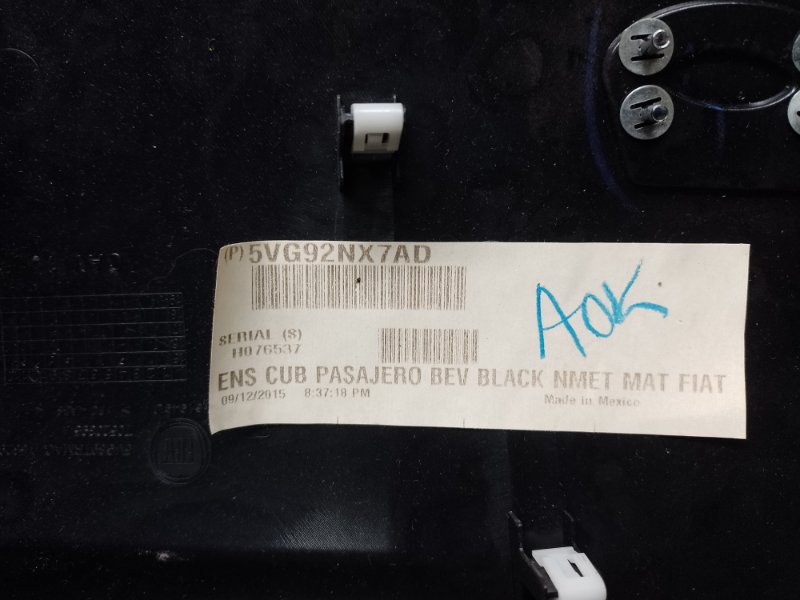 (P) 5VG92NX7AD
AOK
SERIAL (S)
H076537
ENS CUB PASAJERO BEV BLACK NMET MAT FIAT
09/12/2015 8:37:18 PM Made in Mexico
FIAT